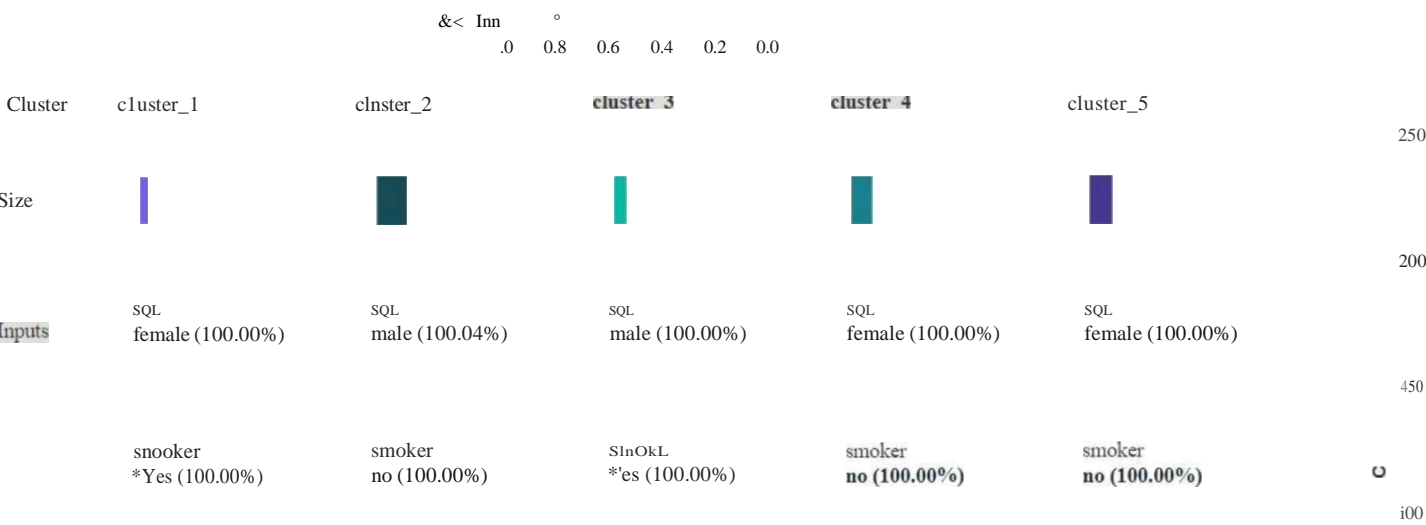 &< Inn °
.0 0.8 0.6 0.4 0.2 0.0
Cluster c1uster_1 clnster_2 cluster 3 cluster 4 cluster_5
250
Size
200
SQL SQL SQL SQL SQL
Inputs female (100.00%) male (100.04%) male (100.00%) female (100.00%) female (100.00%)
450
snooker smoker SlnOkL smoker smoker
*Yes (100.00%) no (100.00%) *'es (100.00%) no (100.00%) no (100.00%)
i00